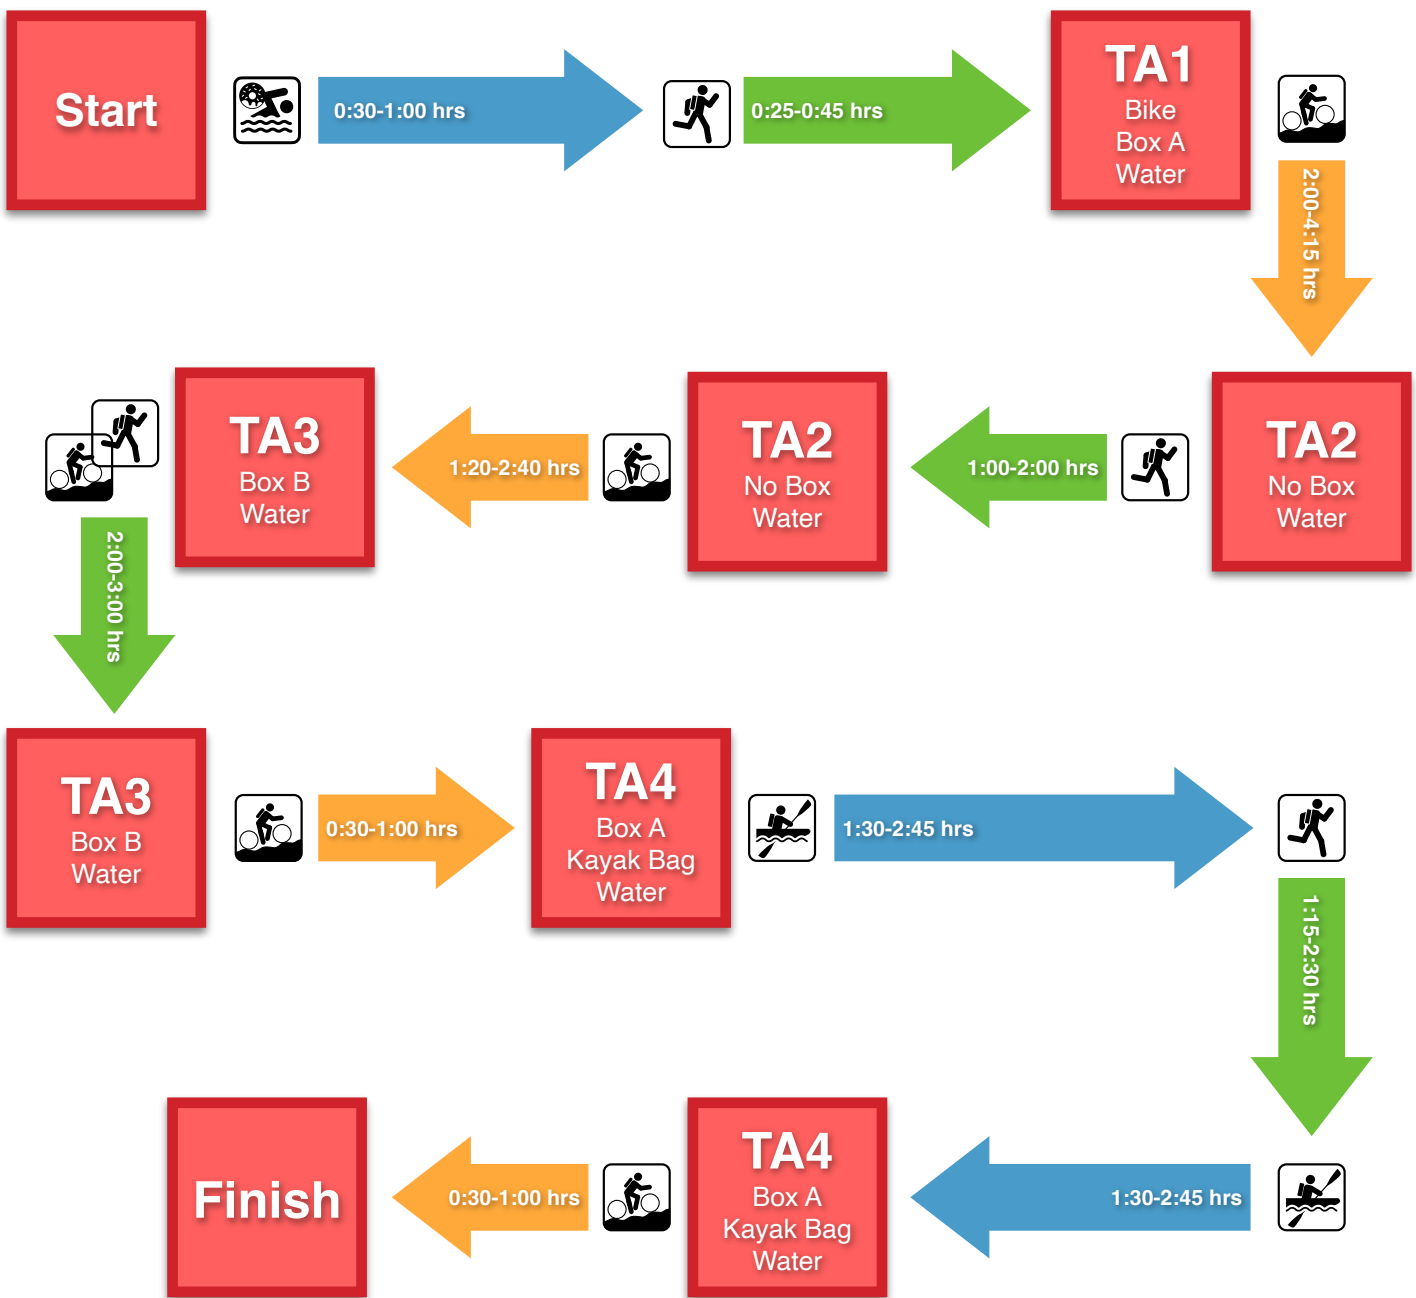 Start
0:30-1:00 hrs
0:25-0:45 hrs
TA1
Bike
Box A
Water
2:00-4:15 hrs
TA2
No Box
Water
1:00-2:00 hrs
TA2
No Box
Water
1:20-2:40 hrs
TA3
Box B
Water
2:00-3:00 hrs
TA3
Box B
Water
0:30-1:00 hrs
TA4
Box A
Kayak Bag
Water
1:30-2:45 hrs
1:15-2:30 hrs
1:30-2:45 hrs
TA4
Box A
Kayak Bag
Water
0:30-1:00 hrs
Finish